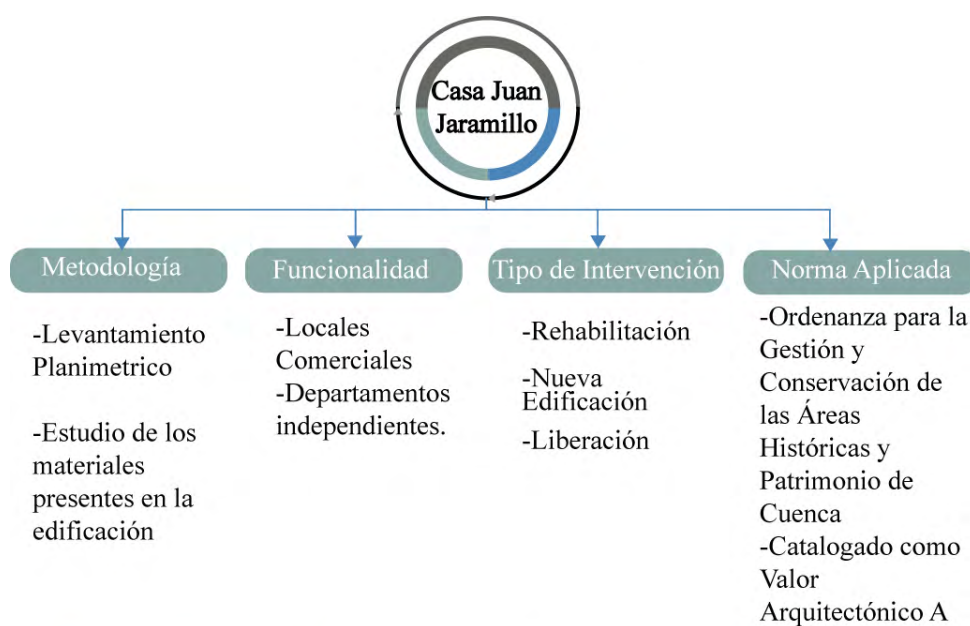 Casa Juan
Jaramillo
Metodología
-Levantamiento
Planimetrico
-Estudio de los
materiales
presentes en la
edificación
Funcionalidad
-Locales
Comerciales
-Departamentos
independientes.
Tipo de Intervención
-Rehabilitación
-Nueva
Edificación
-Liberación
Norma Aplicada
-Ordenanza para la
Gestión y
Conservación de
las Áreas
Históricas y
Patrimonio de
Cuenca
-Catalogado como
Valor
Arquitectónico A